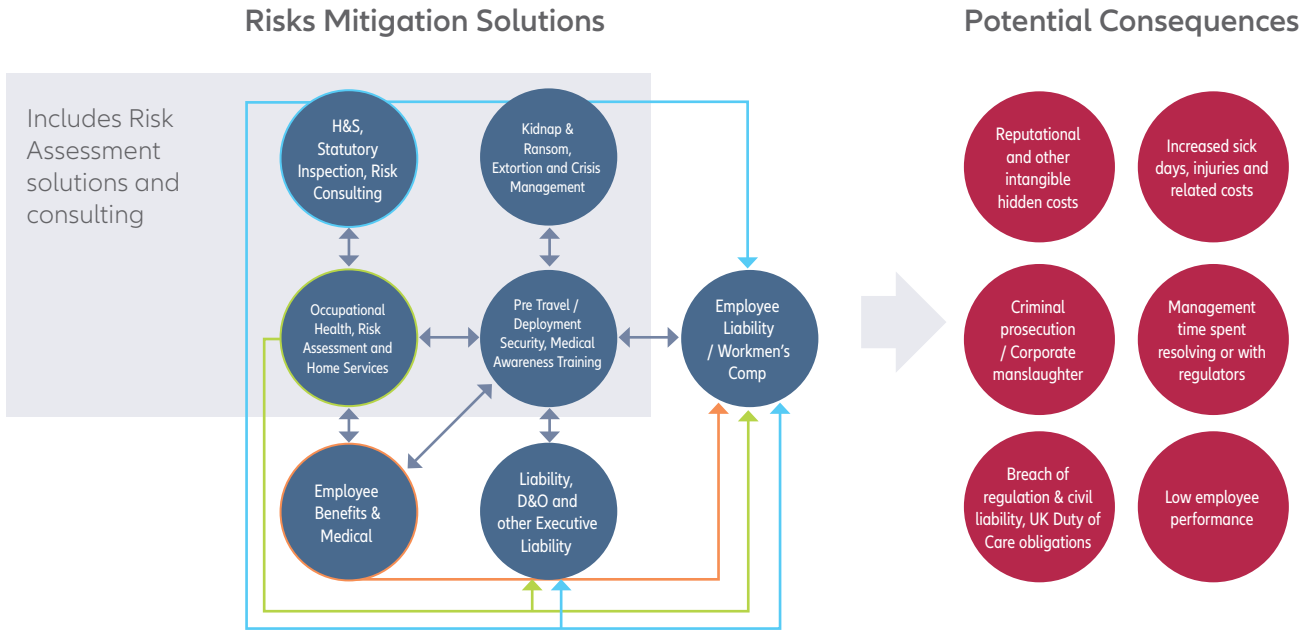 Risks Mitigation Solutions
Potential Consequences
Includes Risk
Assessment
solutions and
consulting
H&S,
Statutory
Inspection, Risk
Consulting
Kidnap &
Ransom,
Extortion and Crisis
Management
Occupational
Health, Risk
Assessment and
Home Services
Pre Travel /
Deployment
Security, Medical
Awareness Training
Employee
Liability
/ Workmen's
Comp
Employee
Benefits &
Medical
Liability,
D&O and
other Executive
Liability
Reputational
and other
intangible
hidden costs
Increased sick
days, injuries and
related costs
Criminal
prosecution
/ Corporate
manslaughter
Management
time spent
resolving or with
regulators
Breach of
regulation & civil
liability, UK Duty of
Care obligations
Low employee
performance